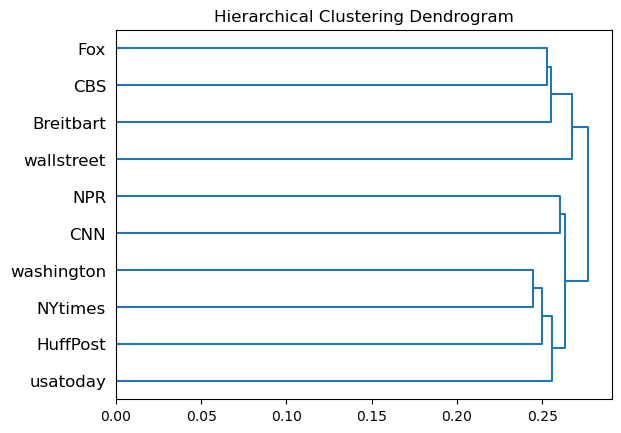 Hierarchical Clustering Dendrogram
Fox
CBS
Breitbart
wallstreet
NPR
CNN
washington
NYtimes
HuffPost
usatoday
0.00 0.05 0.10 0.15 0.20 0.25